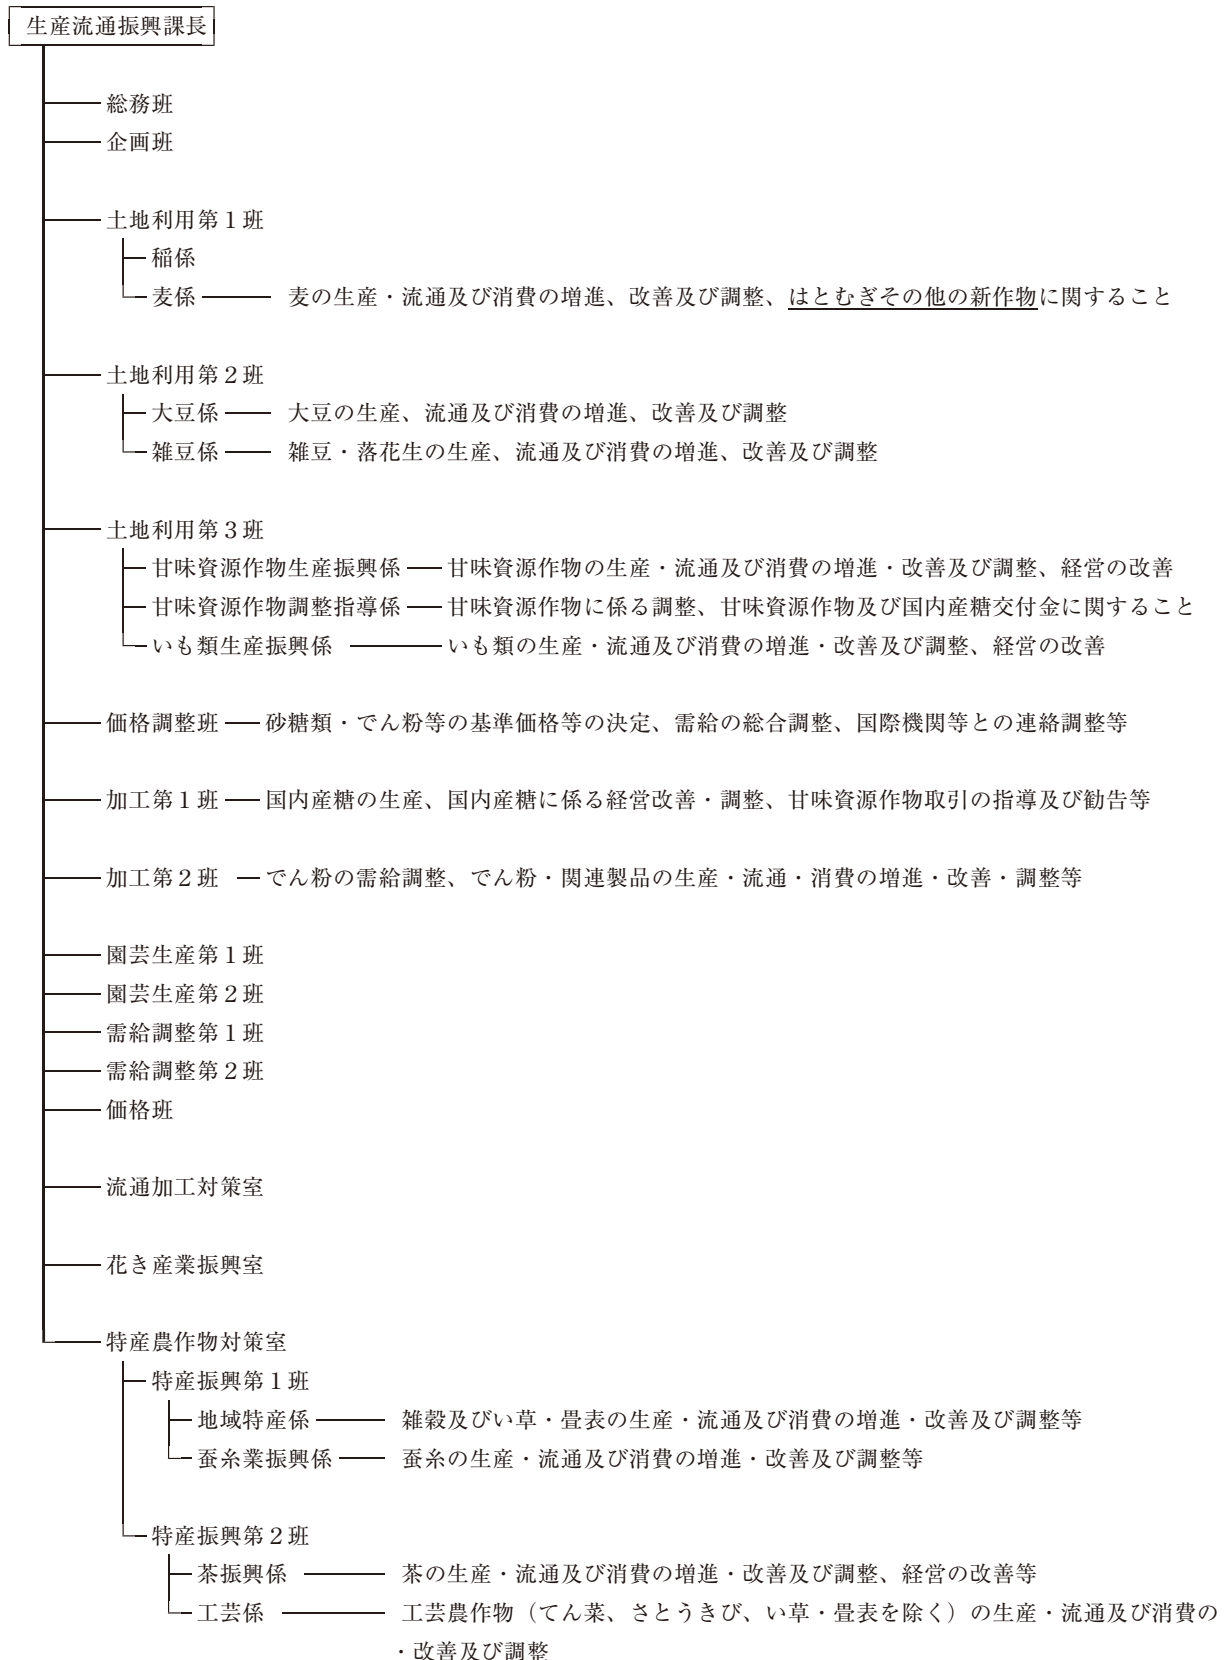 生産流通振興課長
総務班
企画班
土地利用第１班
稲係
麦係 麦の生産・流通及び消費の増進、改善及び調整、はとむぎその他の新作物に関すること
土地利用第２班
大豆係 大豆の生産、流通及び消費の増進、改善及び調整
雑豆係 雑豆・落花生の生産、流通及び消費の増進、改善及び調整
土地利用第３班
甘味資源作物生産振興係 甘味資源作物の生産・流通及び消費の増進・改善及び調整、経営の改善
甘味資源作物調整指導係 甘味資源作物に係る調整、甘味資源作物及び国内産糖交付金に関すること
いも類生産振興係 いも類の生産・流通及び消費の増進・改善及び調整、経営の改善
価格調整班 砂糖類・でん粉等の基準価格等の決定、需給の総合調整、国際機関等との連絡調整等
加工第１班 国内産糖の生産、国内産糖に係る経営改善・調整、甘味資源作物取引の指導及び勧告等
加工第２班 でん粉の需給調整、でん粉・関連製品の生産・流通・消費の増進・改善・調整等
園芸生産第１班
園芸生産第２班
需給調整第１班
需給調整第２班
価格班
流通加工対策室
花き産業振興室
特産農作物対策室
特産振興第１班
地域特産係 雑穀及びい草・畳表の生産・流通及び消費の増進・改善及び調整等
蚕糸業振興係 蚕糸の生産・流通及び消費の増進・改善及び調整等
特産振興第２班
茶振興係 茶の生産・流通及び消費の増進・改善及び調整、経営の改善等
工芸係 工芸農作物（てん菜、さとうきび、い草・畳表を除く）の生産・流通及び消費の
・改善及び調整